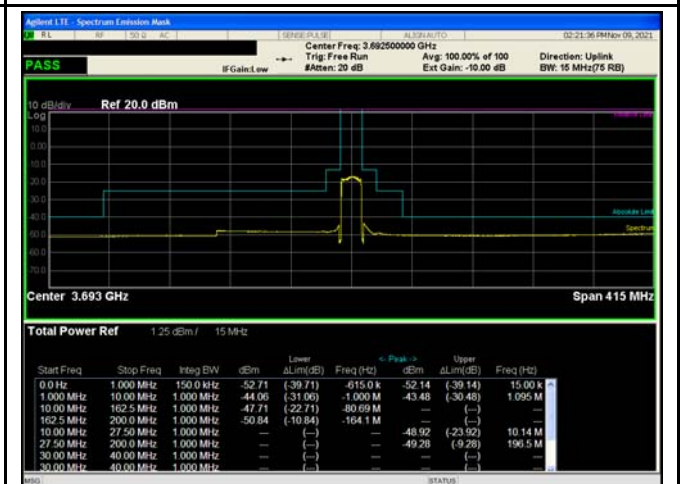 Agilent LTE - Spectrum Emission Mask
RL RF 50 Ω AC SENSE:PULSE ALIGN AUTO 02:21:36 PM Nov 09, 2021
Center Freq: 3.692500000 GHz
PASS Trig: Free Run Avg: 100.00% of 100 Direction: Uplink
IFGain:Low #Atten: 20 dB Ext Gain: -10.00 dB BW: 15 MHz(75 RB)
10 dB/div Ref 20.0 dBm
Log
10.0
0.00
-10.0
-20.0
-30.0
-40.0
Absolute Limit
-50.0
Spectrum
-60.0
-70.0
Center 3.693 GHz Span 415 MHz
Total Power Ref 1.25 dBm / 15 MHz
Lower <- Peak -> Upper
Start Freq Stop Freq Integ BW dBm ΔLim(dB) Freq (Hz) dBm ΔLim(dB) Freq (Hz)
0.0 Hz 1.000 MHz 150.0 kHz -52.71 (-39.71) -615.0 k -52.14 (-39.14) 15.00 k
1.000 MHz 10.00 MHz 1.000 MHz -44.06 (-31.06) -1.000 M -43.48 (-30.48) 1.095 M
10.00 MHz 162.5 MHz 1.000 MHz -47.71 (-22.71) -80.69 M --- (---) ---
162.5 MHz 200.0 MHz 1.000 MHz -50.84 (-10.84) -164.1 M --- (---) ---
10.00 MHz 27.50 MHz 1.000 MHz --- (---) --- -48.92 (-23.92) 10.14 M
27.50 MHz 200.0 MHz 1.000 MHz --- (---) --- -49.28 (-9.28) 196.5 M
30.00 MHz 40.00 MHz 1.000 MHz --- (---) --- --- (---) ---
30.00 MHz 40.00 MHz 1.000 MHz --- (---) --- --- (---) ---
MSG STATUS